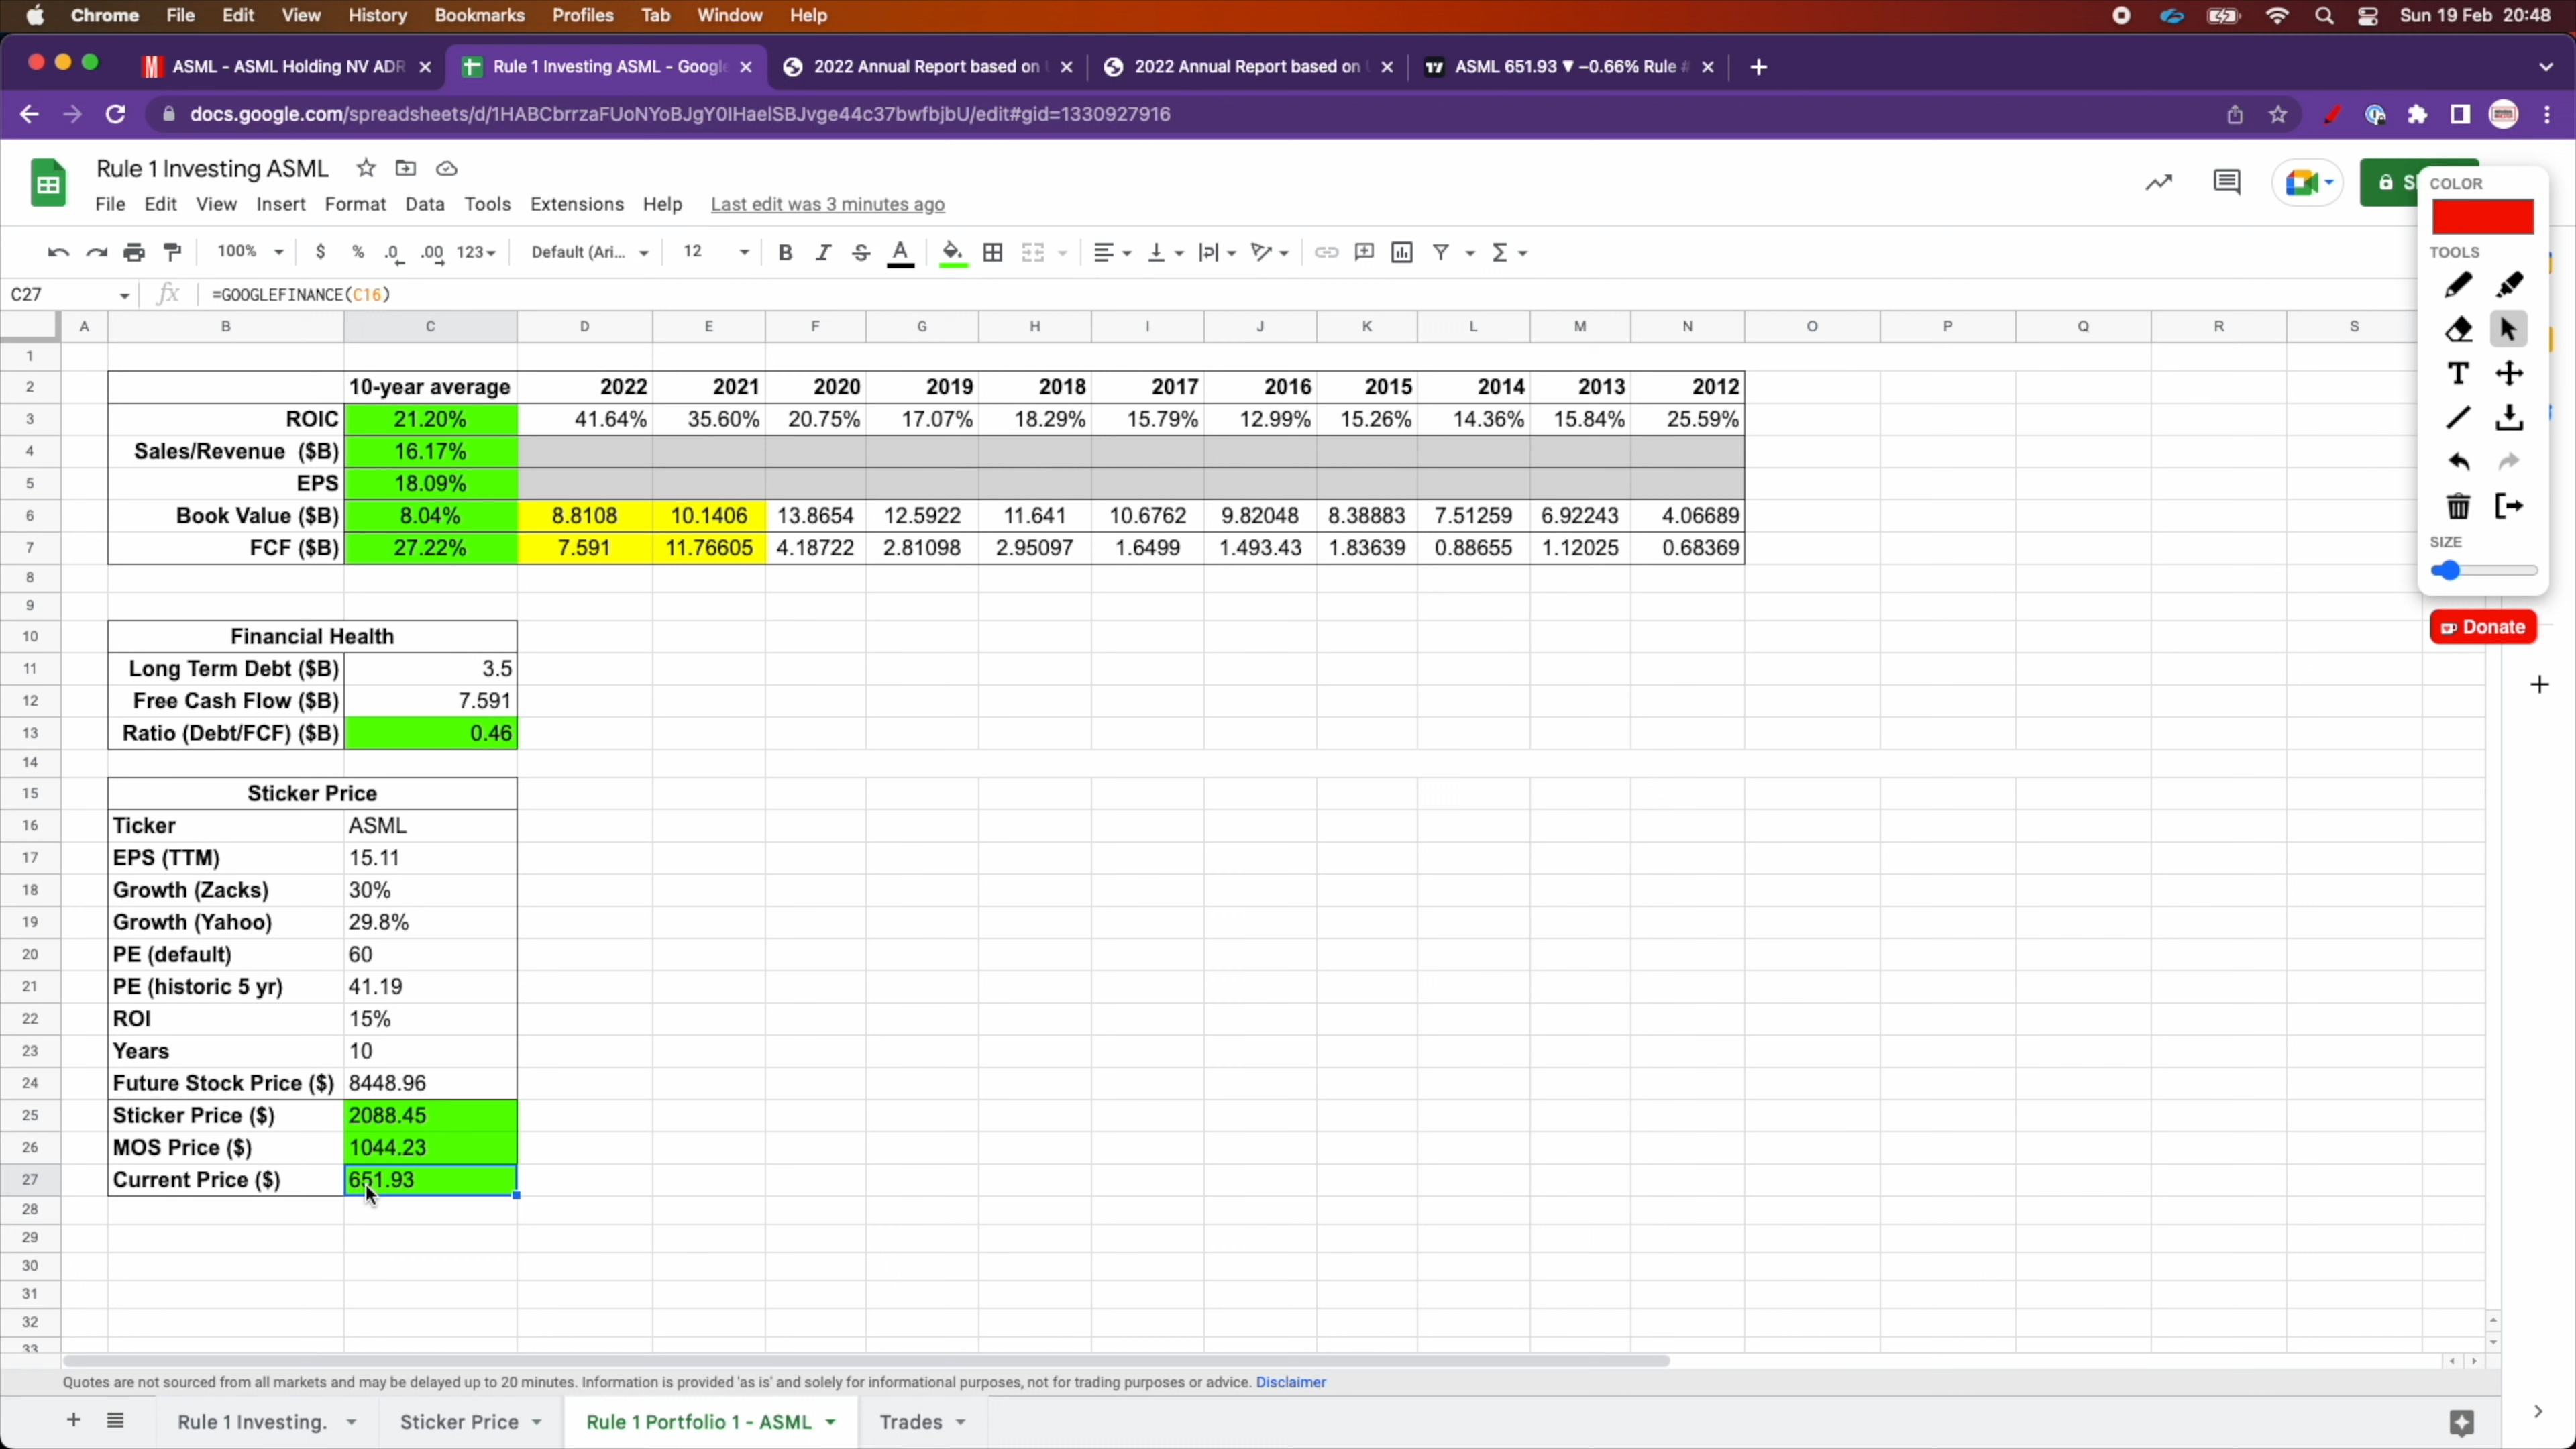 Chrome File Edit View History Bookmarks Profiles Tab Window Help Sun 19 Feb 20:48
ASML - ASML Holding NV ADR Rule 1 Investing ASML - Google 2022 Annual Report based on 2022 Annual Report based on ASML 651.93 ▼ −0.66% Rule
docs.google.com/spreadsheets/d/1HABCbrrzaFUoNYoBJgY0IHaelSBJvge44c37bwfbjbU/edit#gid=1330927916
Rule 1 Investing ASML
File Edit View Insert Format Data Tools Extensions Help Last edit was 3 minutes ago
100% $ % .0 .00 123 Default (Ari... 12 B I S A Σ
C27 fx =GOOGLEFINANCE(C16)
A B C D E F G H I J K L M N O P Q R S
1
2 10-year average 2022 2021 2020 2019 2018 2017 2016 2015 2014 2013 2012
3 ROIC 21.20% 41.64% 35.60% 20.75% 17.07% 18.29% 15.79% 12.99% 15.26% 14.36% 15.84% 25.59%
4 Sales/Revenue ($B) 16.17%
5 EPS 18.09%
6 Book Value ($B) 8.04% 8.8108 10.1406 13.8654 12.5922 11.641 10.6762 9.82048 8.38883 7.51259 6.92243 4.06689
7 FCF ($B) 27.22% 7.591 11.76605 4.18722 2.81098 2.95097 1.6499 1.493.43 1.83639 0.88655 1.12025 0.68369
8
9
10 Financial Health
11 Long Term Debt ($B) 3.5
12 Free Cash Flow ($B) 7.591
13 Ratio (Debt/FCF) ($B) 0.46
14
15 Sticker Price
16 Ticker ASML
17 EPS (TTM) 15.11
18 Growth (Zacks) 30%
19 Growth (Yahoo) 29.8%
20 PE (default) 60
21 PE (historic 5 yr) 41.19
22 ROI 15%
23 Years 10
24 Future Stock Price ($) 8448.96
25 Sticker Price ($) 2088.45
26 MOS Price ($) 1044.23
27 Current Price ($) 651.93
28
29
30
31
32
33
COLOR
TOOLS
T
SIZE
Donate
Quotes are not sourced from all markets and may be delayed up to 20 minutes. Information is provided 'as is' and solely for informational purposes, not for trading purposes or advice. Disclaimer
Rule 1 Investing. Sticker Price Rule 1 Portfolio 1 - ASML Trades